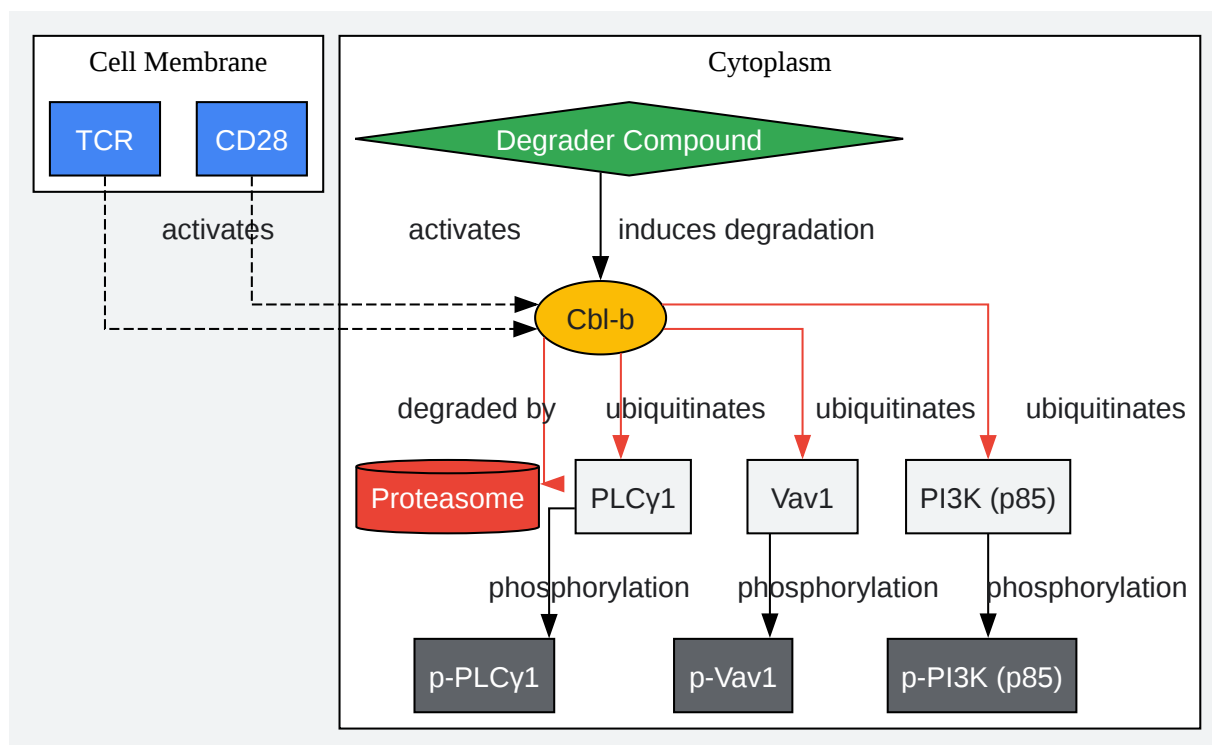 Cell Membrane
Cytoplasm
TCR
CD28
Degrader Compound
activates
activates
induces degradation
Cbl-b
degraded by
ubiquitinates
ubiquitinates
ubiquitinates
Proteasome
PLCγ1
Vav1
PI3K (p85)
phosphorylation
phosphorylation
phosphorylation
p-PLCγ1
p-Vav1
p-PI3K (p85)